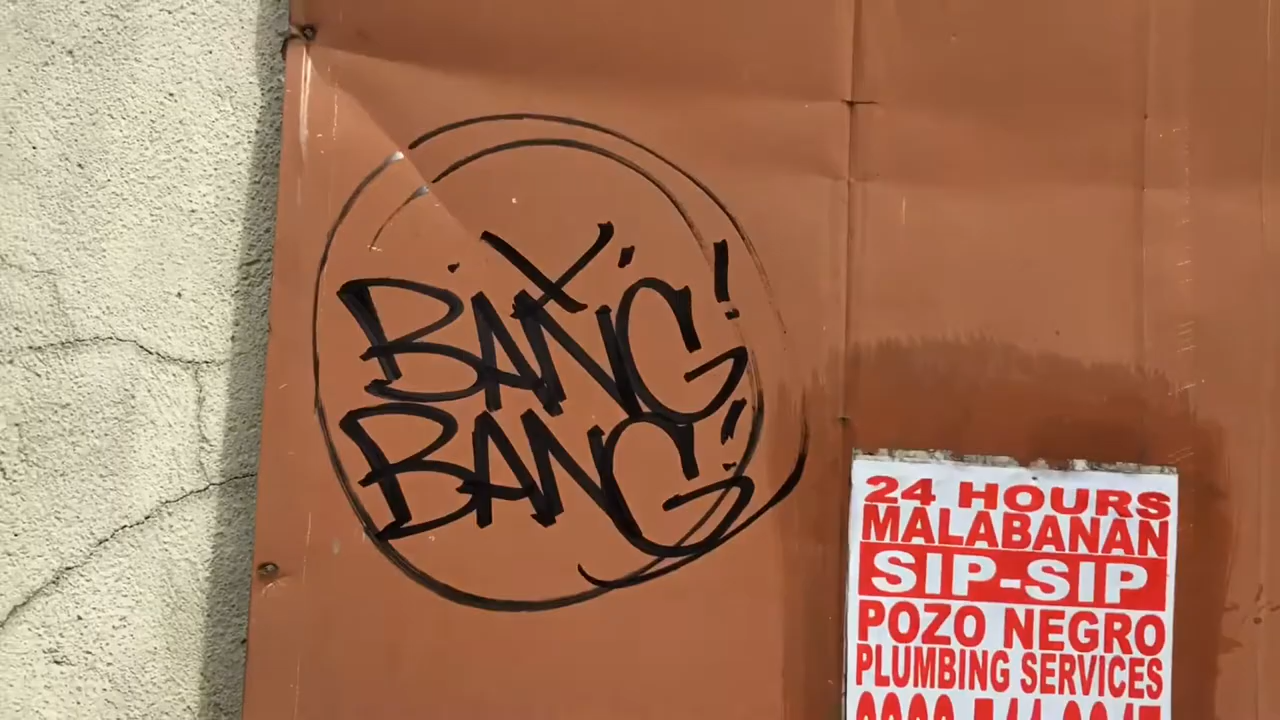 BANG!
BANG!
24 HOURS
MALABANAN
SIP-SIP
POZO NEGRO
PLUMBING SERVICES